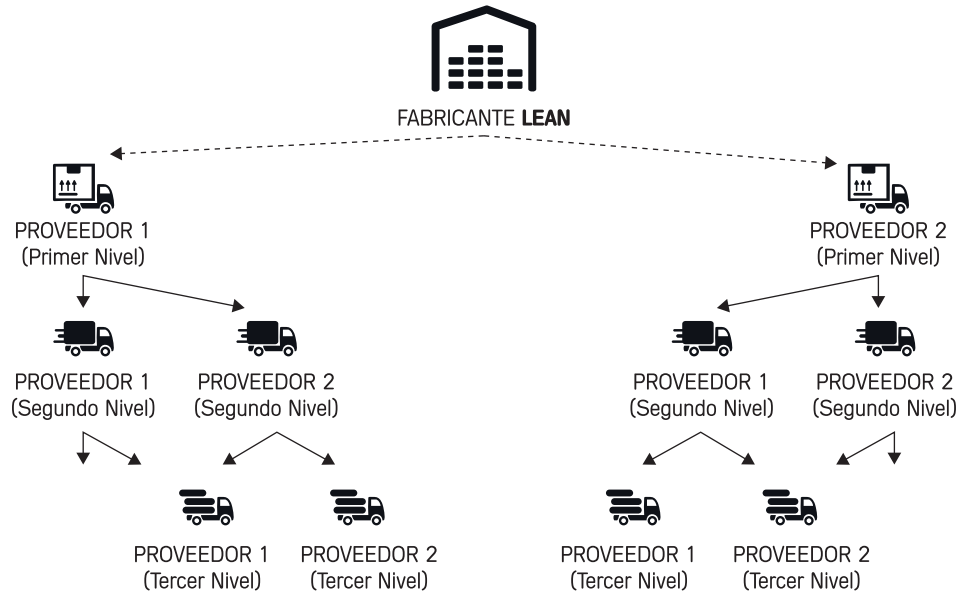 FABRICANTE LEAN
PROVEEDOR 1
(Primer Nivel)
PROVEEDOR 2
(Primer Nivel)
PROVEEDOR 1
(Segundo Nivel)
PROVEEDOR 2
(Segundo Nivel)
PROVEEDOR 1
(Segundo Nivel)
PROVEEDOR 2
(Segundo Nivel)
PROVEEDOR 1
(Tercer Nivel)
PROVEEDOR 2
(Tercer Nivel)
PROVEEDOR 1
(Tercer Nivel)
PROVEEDOR 2
(Tercer Nivel)